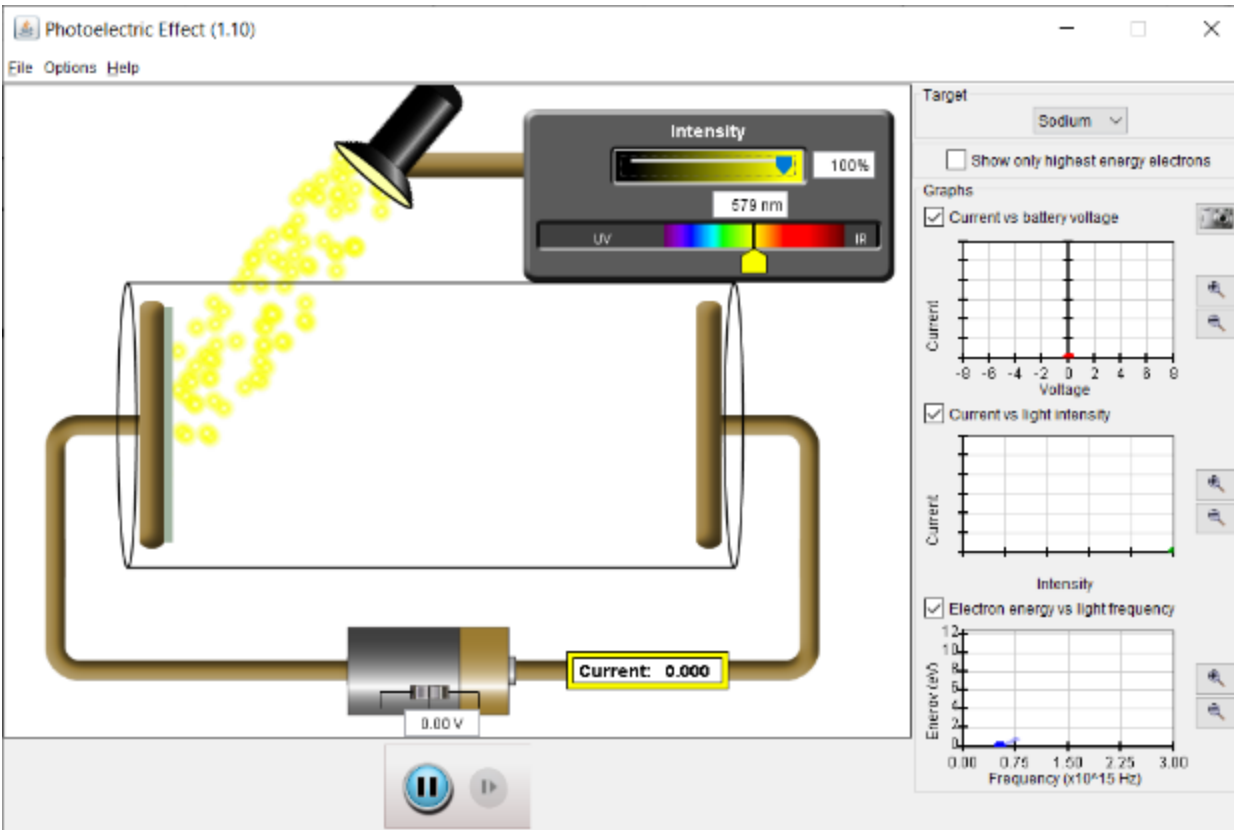 Photoelectric Effect (1.10)
File Options Help
Target
Sodium
Intensity
100%
Show only highest energy electrons
Graphs
579 nm
Current vs battery voltage
UV
IR
Current
-8 -6 -4 -2 0 2 4 6 8
Voltage
Current vs light intensity
Current
Intensity
Electron energy vs light frequency
12
10
8
6
4
2
0
Energy (eV)
0.00 0.75 1.50 2.25 3.00
Frequency (x10^15 Hz)
Current: 0.000
0.00 V